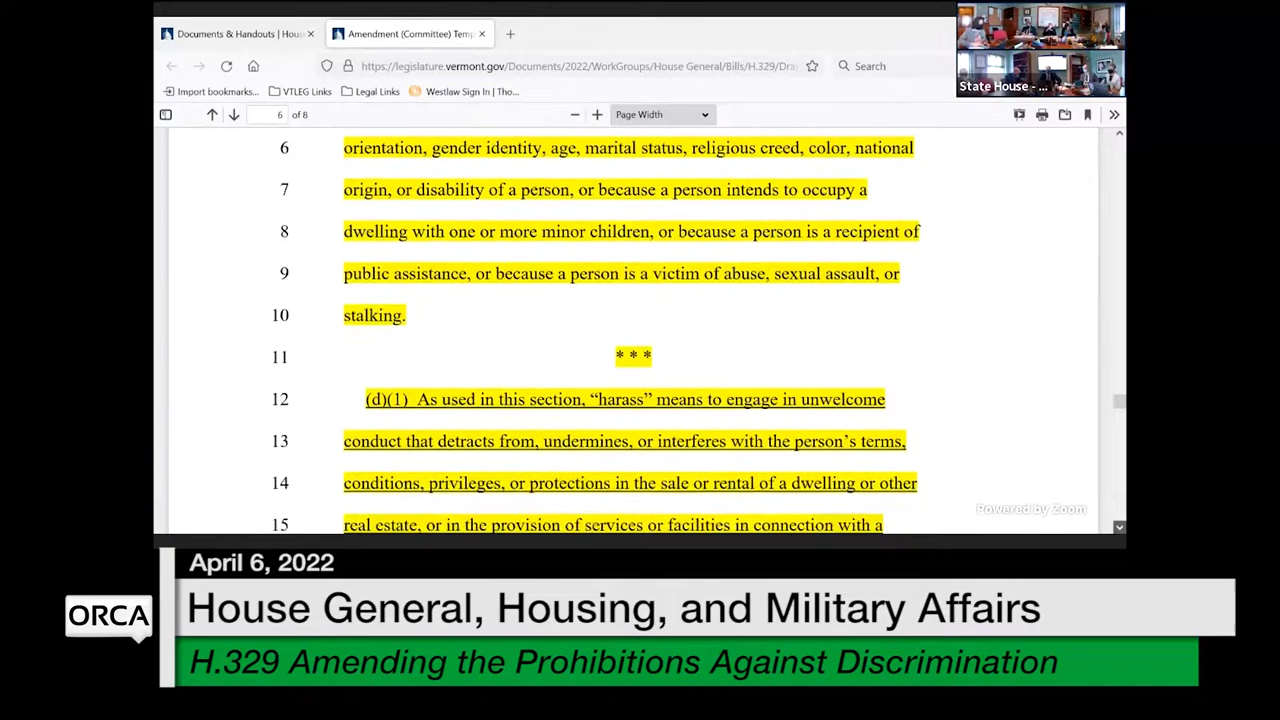 Documents & Handouts | Hous
Amendment (Committee) Temp
https://legislature.vermont.gov/Documents/2022/WorkGroups/House General/Bills/H.329/Dra
Search
Import bookmarks...
VTLEG Links
Legal Links
Westlaw Sign In | Tho...
State House - ...
6 of 8
Page Width
6 orientation, gender identity, age, marital status, religious creed, color, national
7 origin, or disability of a person, or because a person intends to occupy a
8 dwelling with one or more minor children, or because a person is a recipient of
9 public assistance, or because a person is a victim of abuse, sexual assault, or
10 stalking.
11 * * *
12 (d)(1) As used in this section, “harass” means to engage in unwelcome
13 conduct that detracts from, undermines, or interferes with the person’s terms,
14 conditions, privileges, or protections in the sale or rental of a dwelling or other
15 real estate, or in the provision of services or facilities in connection with a
Powered by Zoom
April 6, 2022
ORCA
House General, Housing, and Military Affairs
H.329 Amending the Prohibitions Against Discrimination